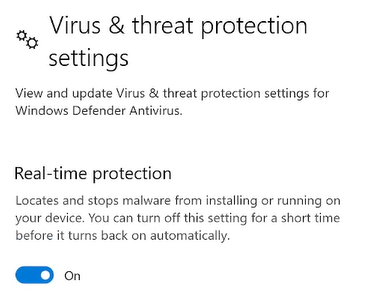 Virus & threat protection
settings
View and update Virus & threat protection settings for
Windows Defender Antivirus.
Real-time protection
Locates and stops malware from installing or running on
your device. You can turn off this setting for a short time
before it turns back on automatically.
On